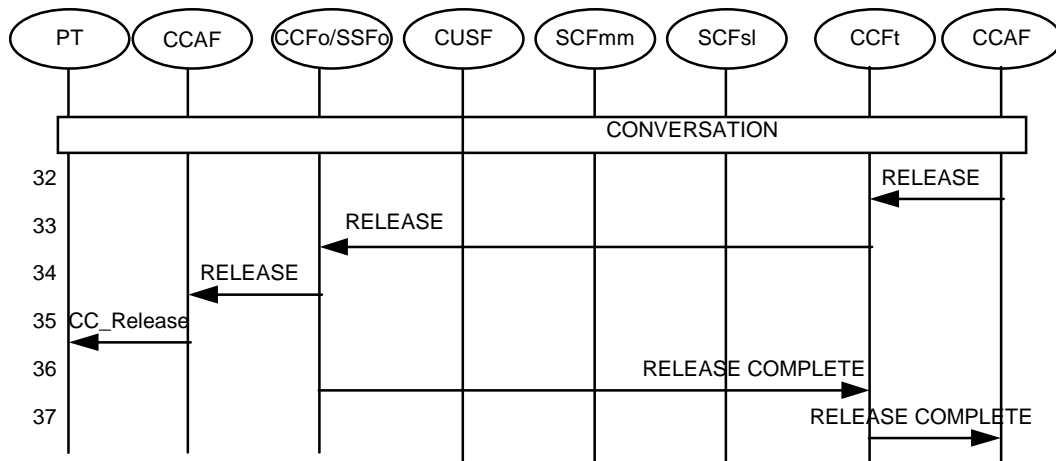 PT CCAF CCFo/SSFo CUSF SCFmm SCFsl CCFt CCAF
CONVERSATION
32 RELEASE
33 RELEASE
34 RELEASE
35 CC_Release
36 RELEASE COMPLETE
37 RELEASE COMPLETE